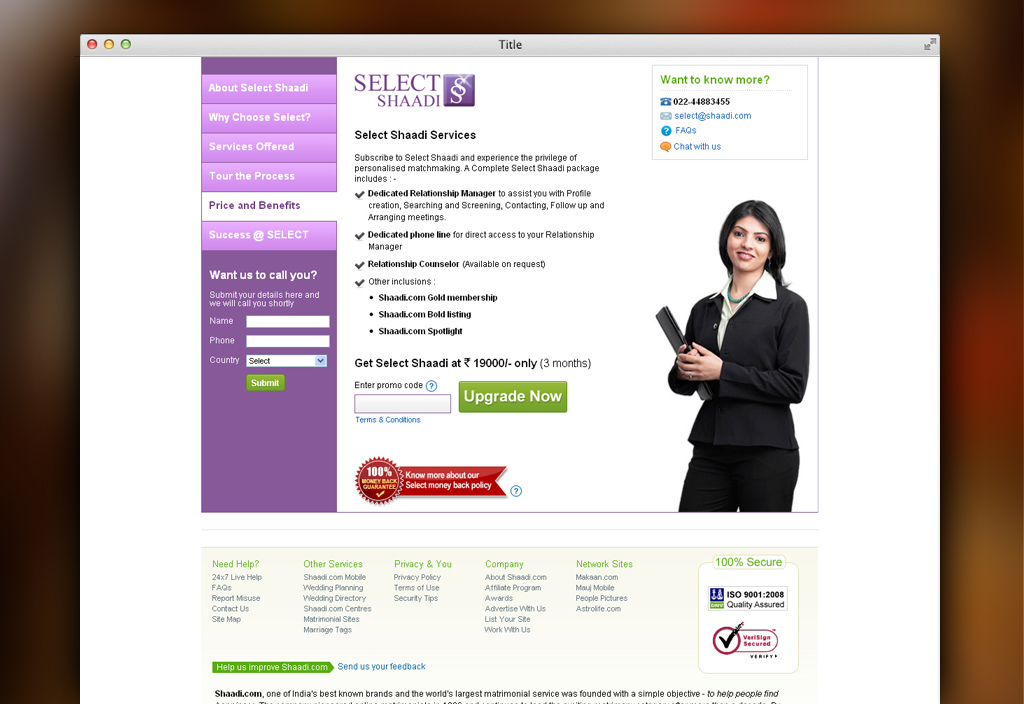 Title
About Select Shaadi
Why Choose Select?
Services Offered
Tour the Process
Price and Benefits
Success @ SELECT
Want us to call you?
Submit your details here and
we will call you shortly
Name
Phone
Country Select
Submit
SELECT
SHAADI
Select Shaadi Services
Subscribe to Select Shaadi and experience the privilege of
personalised matchmaking. A Complete Select Shaadi package
includes : -
Dedicated Relationship Manager to assist you with Profile
creation, Searching and Screening, Contacting, Follow up and
Arranging meetings.
Dedicated phone line for direct access to your Relationship
Manager
Relationship Counselor (Available on request)
Other inclusions :
• Shaadi.com Gold membership
• Shaadi.com Bold listing
• Shaadi.com Spotlight
Get Select Shaadi at ₹ 19000/- only (3 months)
Enter promo code ?
Upgrade Now
Terms & Conditions
100%
MONEY BACK
GUARANTEE
Know more about our
Select money back policy
?
Want to know more?
022-44883455
select@shaadi.com
? FAQs
Chat with us
Need Help?
24x7 Live Help
FAQs
Report Misuse
Contact Us
Site Map
Other Services
Shaadi.com Mobile
Wedding Planning
Wedding Directory
Shaadi.com Centres
Matrimonial Sites
Marriage Tags
Privacy & You
Privacy Policy
Terms of Use
Security Tips
Company
About Shaadi.com
Affiliate Program
Awards
Advertise With Us
List Your Site
Work With Us
Network Sites
Makaan.com
Mauj Mobile
People Pictures
Astrolife.com
100% Secure
ISO 9001:2008
Quality Assured
VeriSign
Secured
VERIFY
Help us improve Shaadi.com Send us your feedback
Shaadi.com, one of India's best known brands and the world's largest matrimonial service was founded with a simple objective - to help people find